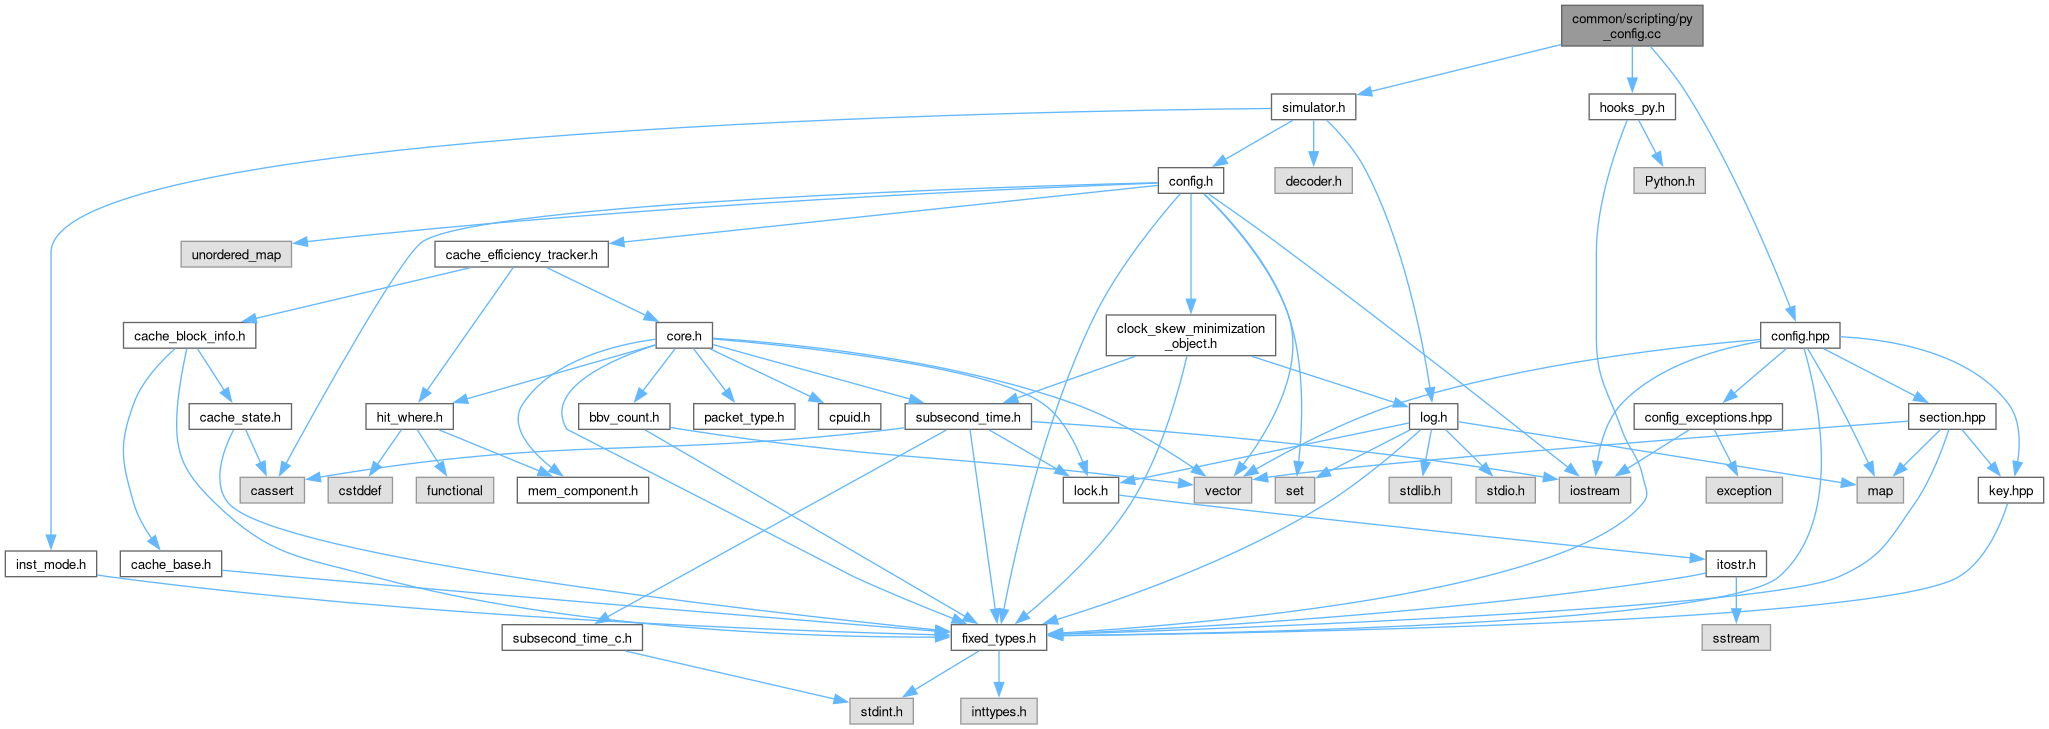 common/scripting/py
_config.cc
simulator.h
hooks_py.h
config.h
decoder.h
Python.h
unordered_map
cache_efficiency_tracker.h
cache_block_info.h
core.h
clock_skew_minimization
_object.h
config.hpp
cache_state.h
hit_where.h
bbv_count.h
packet_type.h
cpuid.h
subsecond_time.h
log.h
config_exceptions.hpp
section.hpp
cassert
cstddef
functional
mem_component.h
lock.h
vector
set
stdlib.h
stdio.h
iostream
exception
map
key.hpp
inst_mode.h
cache_base.h
itostr.h
subsecond_time_c.h
fixed_types.h
sstream
stdint.h
inttypes.h